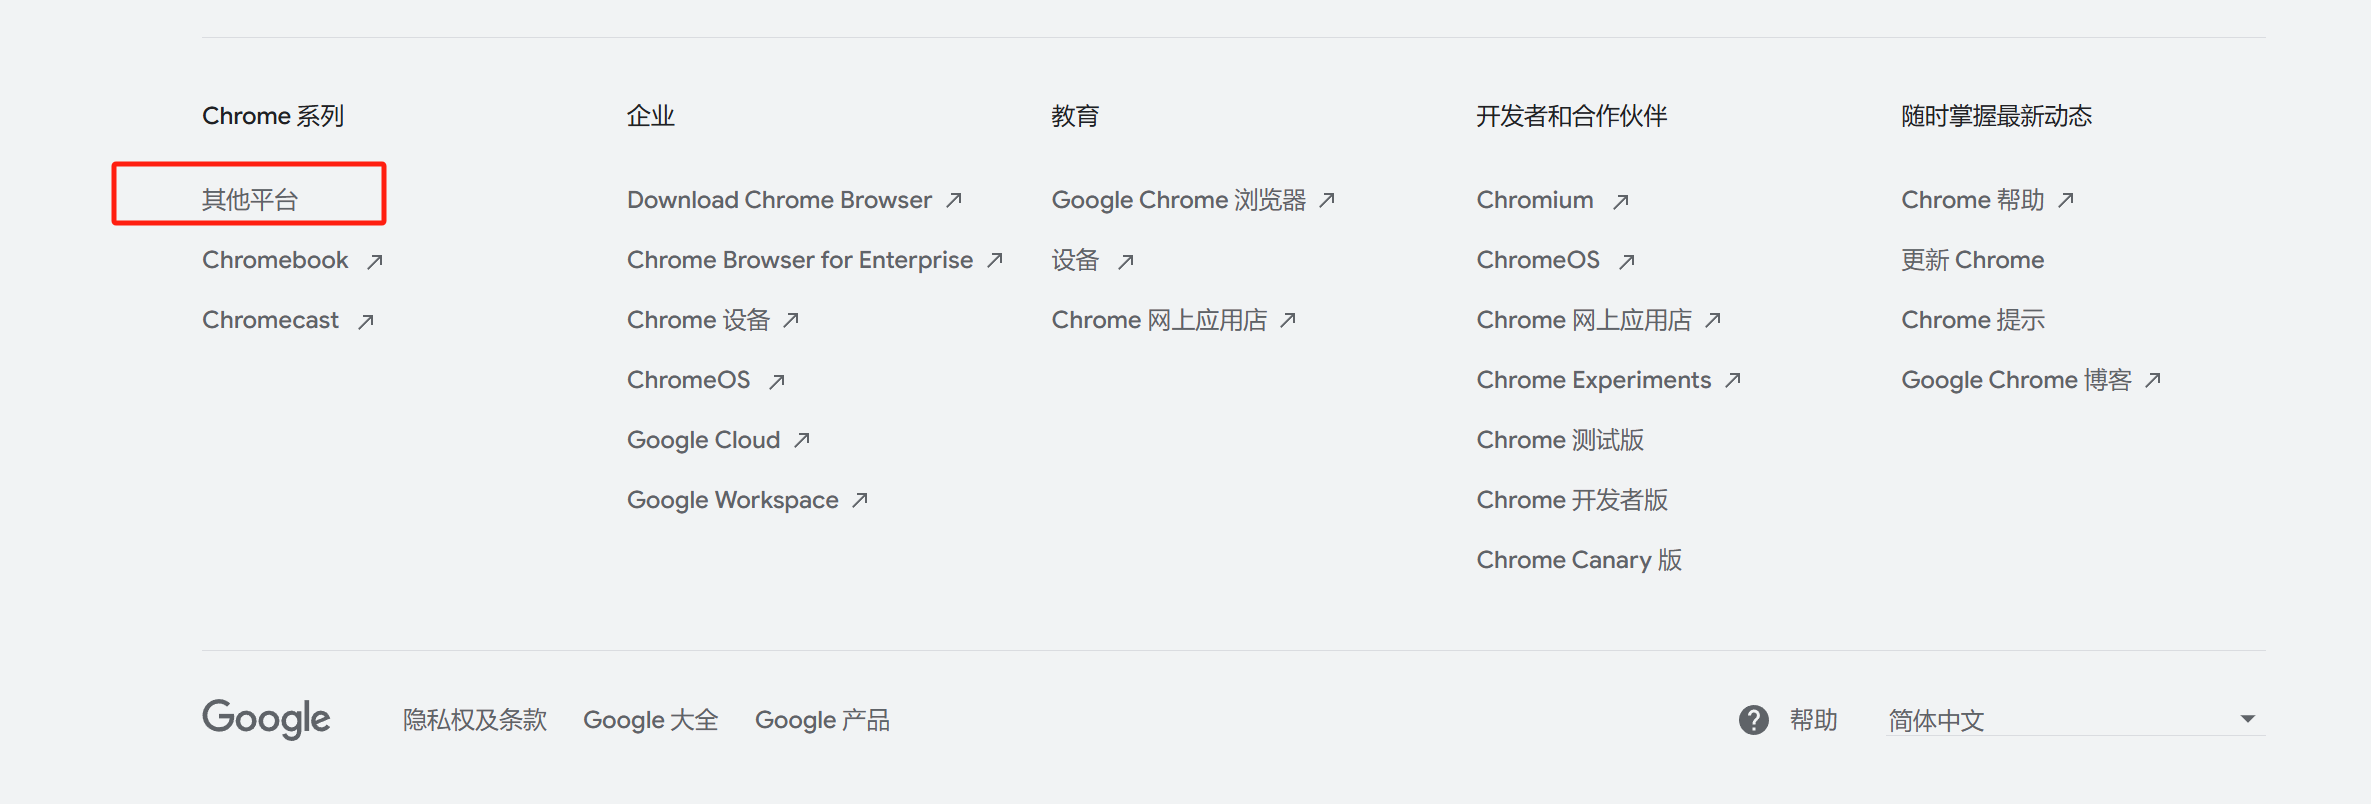 Chrome 系列
其他平台
Chromebook
Chromecast
企业
Download Chrome Browser
Chrome Browser for Enterprise
Chrome 设备
ChromeOS
Google Cloud
Google Workspace
教育
Google Chrome 浏览器
设备
Chrome 网上应用店
开发者和合作伙伴
Chromium
ChromeOS
Chrome 网上应用店
Chrome Experiments
Chrome 测试版
Chrome 开发者版
Chrome Canary 版
随时掌握最新动态
Chrome 帮助
更新 Chrome
Chrome 提示
Google Chrome 博客
Google 隐私权及条款 Google 大全 Google 产品 帮助 简体中文